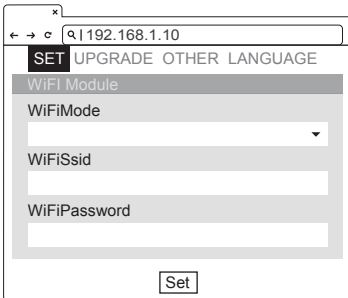 192.168.1.10
SET UPGRADE OTHER LANGUAGE
WiFI Module
WiFiMode
WiFiSsid
WiFiPassword
Set